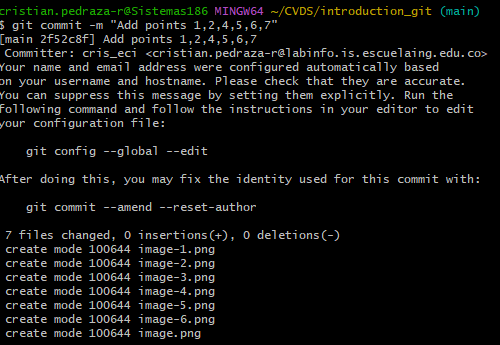 cristian.pedraza-r@Sistemas186 MINGW64 ~/CVDS/introduction_git (main)
$ git commit -m "Add points 1,2,4,5,6,7"
[main 2f52c8f] Add points 1,2,4,5,6,7
 Committer: cris_eci <cristian.pedraza-r@labinfo.is.escuelaing.edu.co>
Your name and email address were configured automatically based
on your username and hostname. Please check that they are accurate.
You can suppress this message by setting them explicitly. Run the
following command and follow the instructions in your editor to edit
your configuration file:

    git config --global --edit

After doing this, you may fix the identity used for this commit with:

    git commit --amend --reset-author

 7 files changed, 0 insertions(+), 0 deletions(-)
 create mode 100644 image-1.png
 create mode 100644 image-2.png
 create mode 100644 image-3.png
 create mode 100644 image-4.png
 create mode 100644 image-5.png
 create mode 100644 image-6.png
 create mode 100644 image.png